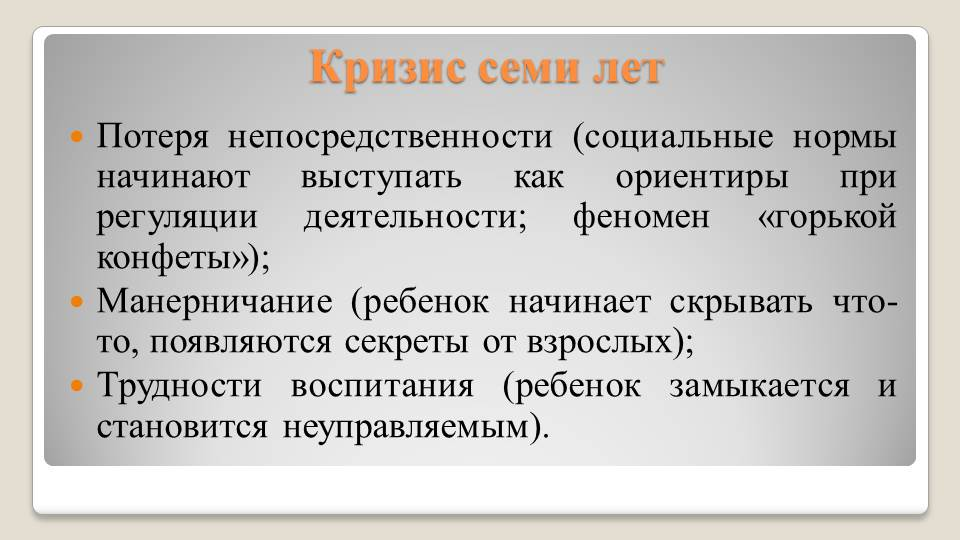 Кризис семи лет
Потеря непосредственности (социальные нормы
начинают выступать как ориентиры при
регуляции деятельности; феномен «горькой
конфеты»);
Манерничание (ребенок начинает скрывать что-
то, появляются секреты от взрослых);
Трудности воспитания (ребенок замыкается и
становится неуправляемым).